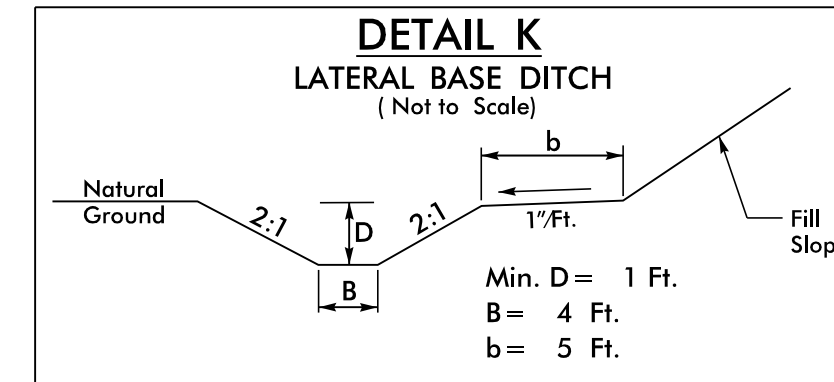 DETAIL K
LATERAL BASE DITCH
( Not to Scale)
b
Natural
Ground
2:1
D
2:1
1"/Ft.
Fill
Slop
B
Min. D = 1 Ft.
B = 4 Ft.
b = 5 Ft.